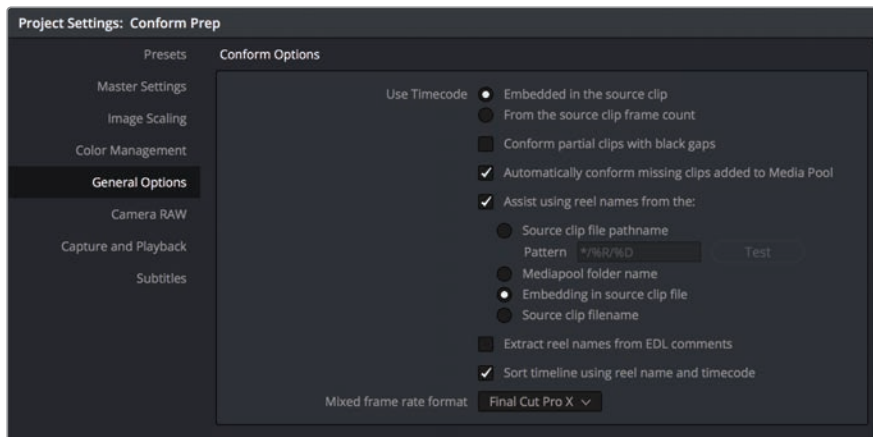 Project Settings: Conform Prep
Presets
Master Settings
Image Scaling
Color Management
General Options
Camera RAW
Capture and Playback
Subtitles
Conform Options
Use Timecode Embedded in the source clip
From the source clip frame count
Conform partial clips with black gaps
Automatically conform missing clips added to Media Pool
Assist using reel names from the:
Source clip file pathname
Pattern */%R/%D Test
Mediapool folder name
Embedding in source clip file
Source clip filename
Extract reel names from EDL comments
Sort timeline using reel name and timecode
Mixed frame rate format Final Cut Pro X